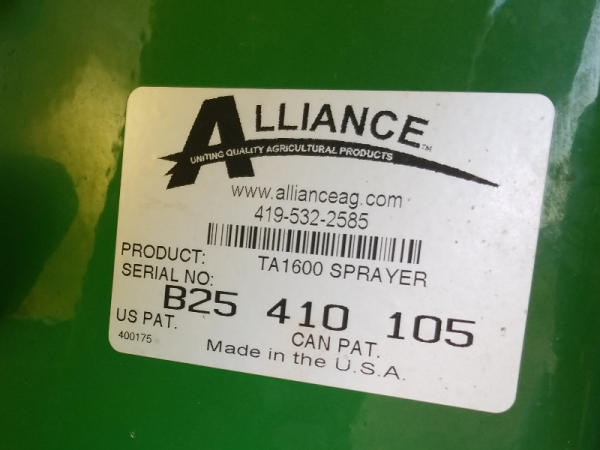 ALLIANCE™
UNITING QUALITY AGRICULTURAL PRODUCTS
www.allianceag.com
419-532-2585
PRODUCT: TA1600 SPRAYER
SERIAL NO:
B25 410 105
US PAT. CAN PAT.
400175 Made in the U.S.A.